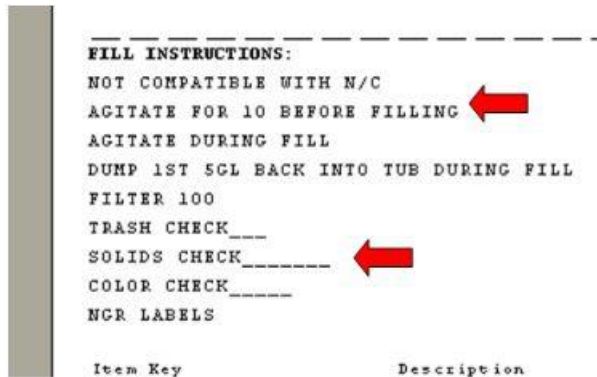 FILL INSTRUCTIONS:
NOT COMPATIBLE WITH N/C
AGITATE FOR 10 BEFORE FILLING
AGITATE DURING FILL
DUMP 1ST 5GL BACK INTO TUB DURING FILL
FILTER 100
TRASH CHECK___
SOLIDS CHECK_______
COLOR CHECK_____
NGR LABELS
Item Key Description